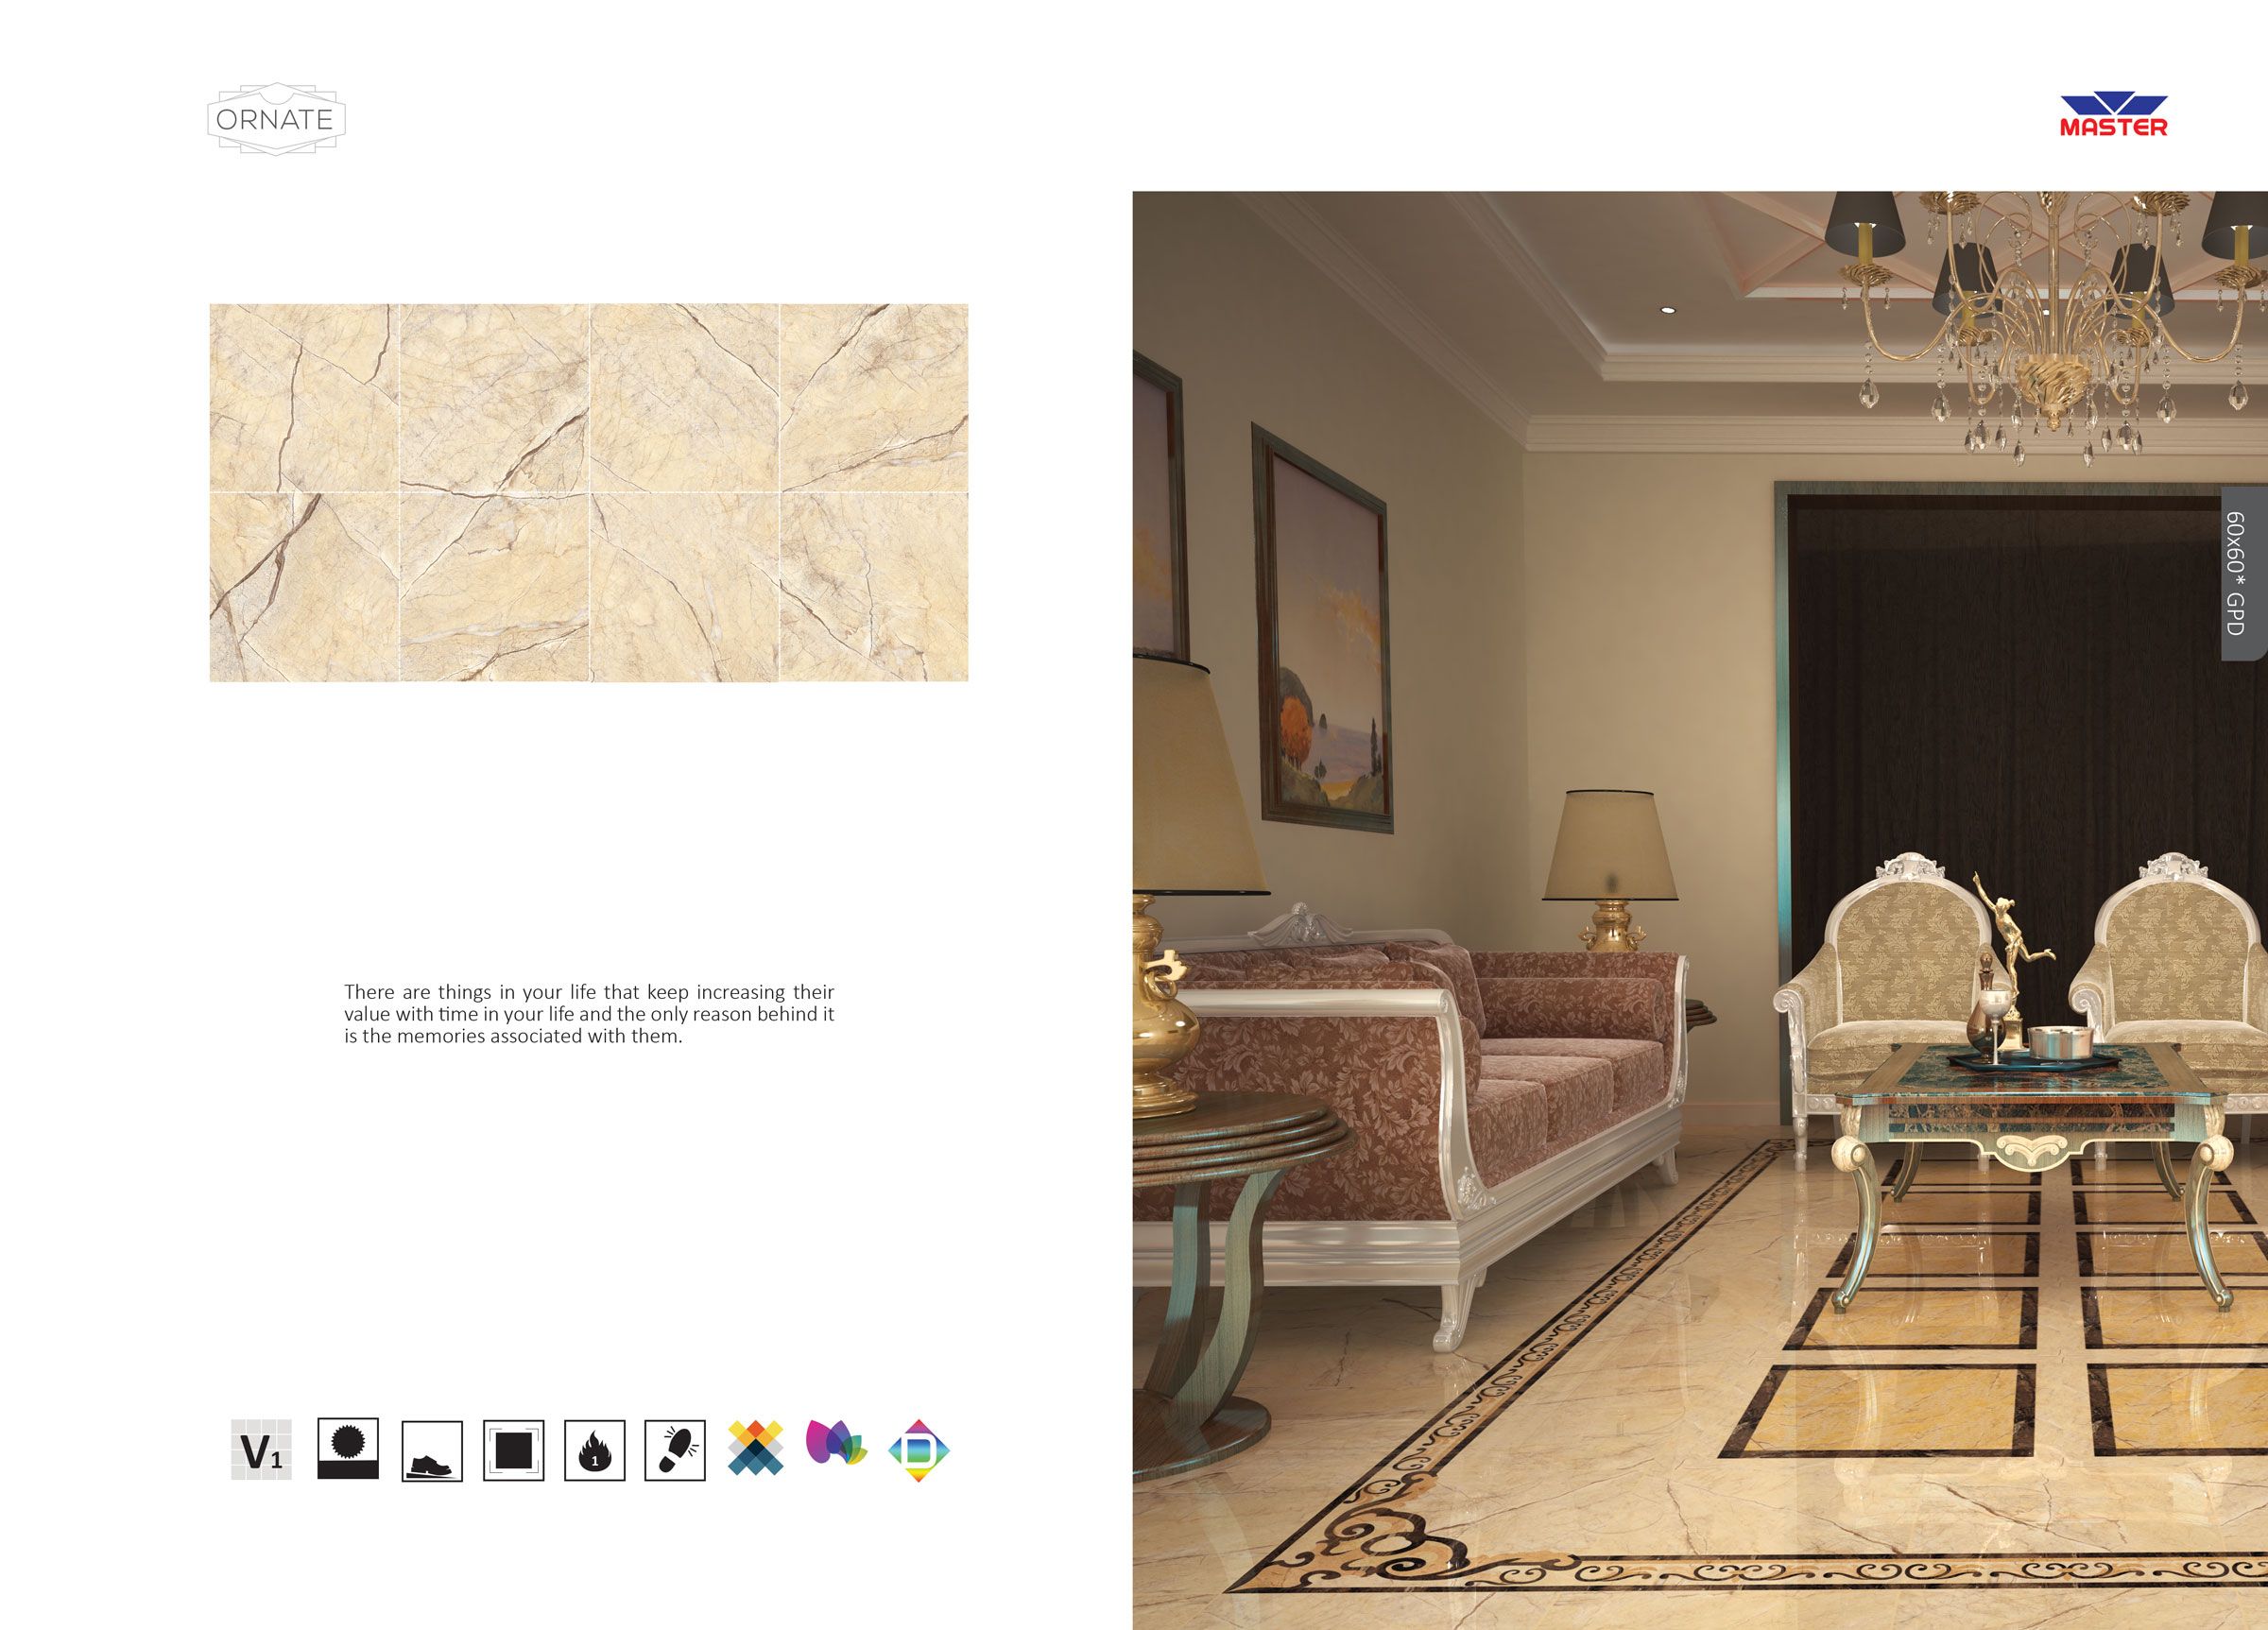 ORNATE
MASTER
60x60* GPD
There are things in your life that keep increasing their
value with time in your life and the only reason behind it
is the memories associated with them.
V1
1
D